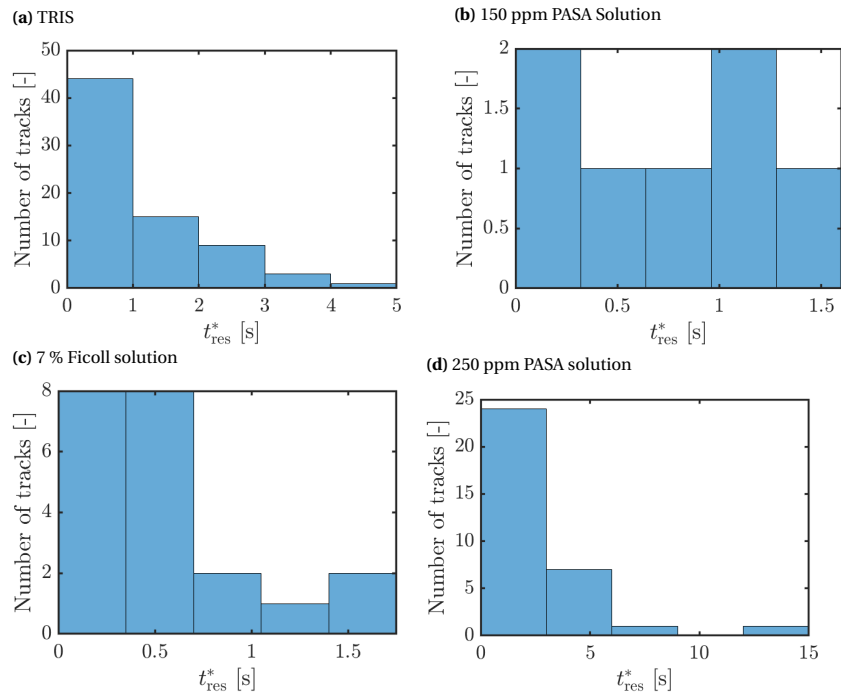 (a) TRIS
50
40
30
20
10
0
Number of tracks [-]
0 1 2 3 4 5
t*res [s]
(b) 150 ppm PASA Solution
2
1.5
1
0.5
0
Number of tracks [-]
0 0.5 1 1.5
t*res [s]
(c) 7 % Ficoll solution
8
6
4
2
0
Number of tracks [-]
0 0.5 1 1.5
t*res [s]
(d) 250 ppm PASA solution
25
20
15
10
5
0
Number of tracks [-]
0 5 10 15
t*res [s]